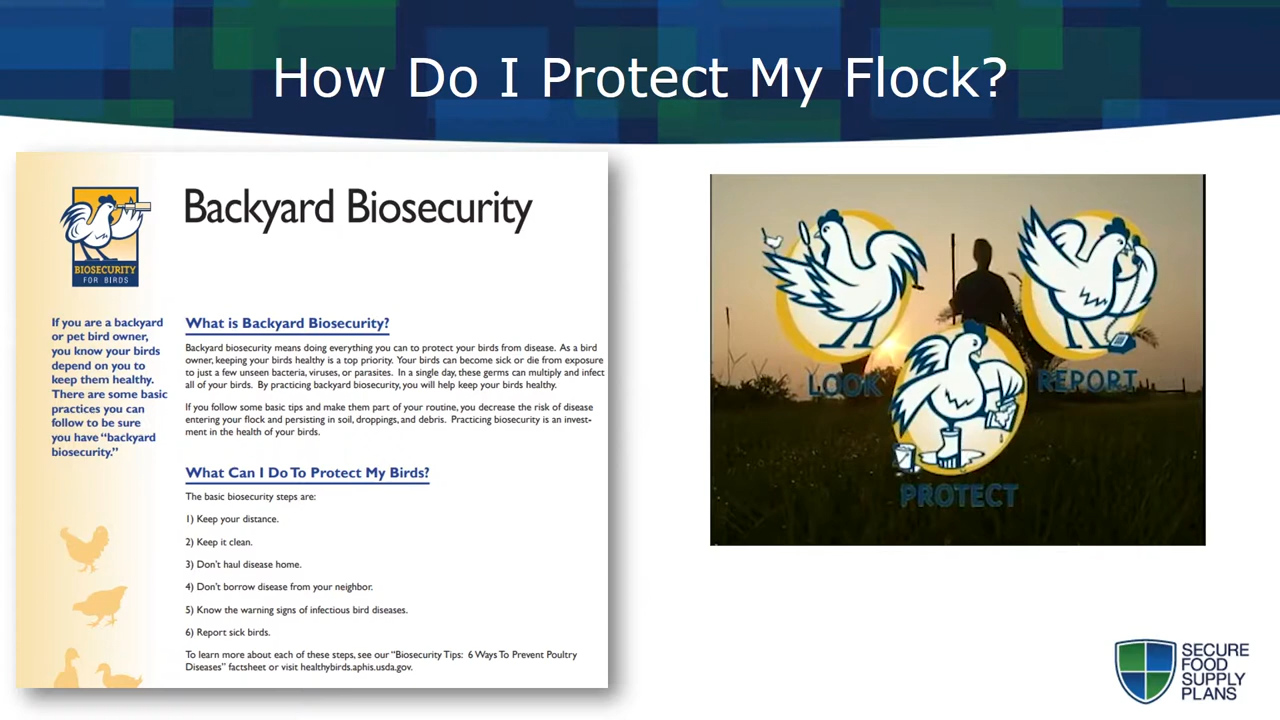 How Do I Protect My Flock?
BIOSECURITY
FOR BIRDS
Backyard Biosecurity
If you are a backyard
or pet bird owner,
you know your birds
depend on you to
keep them healthy.
There are some basic
practices you can
follow to be sure
you have “backyard
biosecurity.”
What is Backyard Biosecurity?
Backyard biosecurity means doing everything you can to protect your birds from disease. As a bird
owner, keeping your birds healthy is a top priority. Your birds can become sick or die from exposure
to just a few unseen bacteria, viruses, or parasites. In a single day, these germs can multiply and infect
all of your birds. By practicing backyard biosecurity, you will help keep your birds healthy.
If you follow some basic tips and make them part of your routine, you decrease the risk of disease
entering your flock and persisting in soil, droppings, and debris. Practicing biosecurity is an invest-
ment in the health of your birds.
What Can I Do To Protect My Birds?
The basic biosecurity steps are:
1) Keep your distance.
2) Keep it clean.
3) Don’t haul disease home.
4) Don’t borrow disease from your neighbor.
5) Know the warning signs of infectious bird diseases.
6) Report sick birds.
To learn more about each of these steps, see our “Biosecurity Tips: 6 Ways To Prevent Poultry
Diseases” factsheet or visit healthybirds.aphis.usda.gov.
LOOK
REPORT
PROTECT
SECURE
FOOD
SUPPLY
PLANS